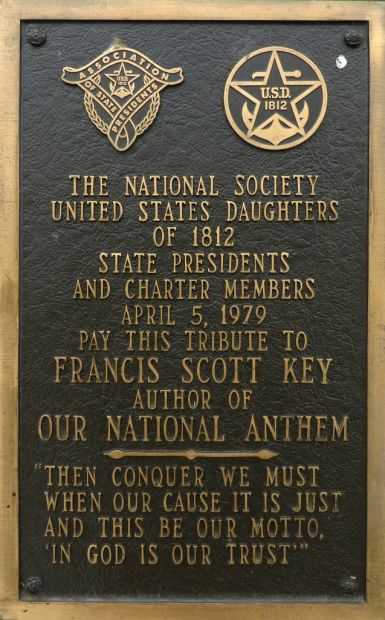 ASSOCIATION
OF STATE
PRESIDENTS
U.S.D.
1812
THE NATIONAL SOCIETY
UNITED STATES DAUGHTERS
OF 1812
STATE PRESIDENTS
AND CHARTER MEMBERS
APRIL 5, 1979
PAY THIS TRIBUTE TO
FRANCIS SCOTT KEY
AUTHOR OF
OUR NATIONAL ANTHEM
"THEN CONQUER WE MUST
WHEN OUR CAUSE IT IS JUST
AND THIS BE OUR MOTTO,
'IN GOD IS OUR TRUST'"